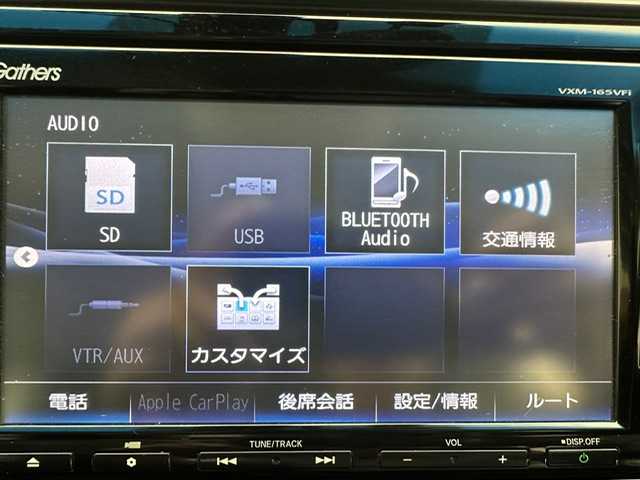 Gathers
VXM-165VFi
AUDIO
SD
SD
USB
BLUETOOTH
Audio
交通情報
VTR/AUX
カスタマイズ
電話
Apple CarPlay
後席会話
設定/情報
ルート
TUNE/TRACK
VOL
DISP.OFF
− +